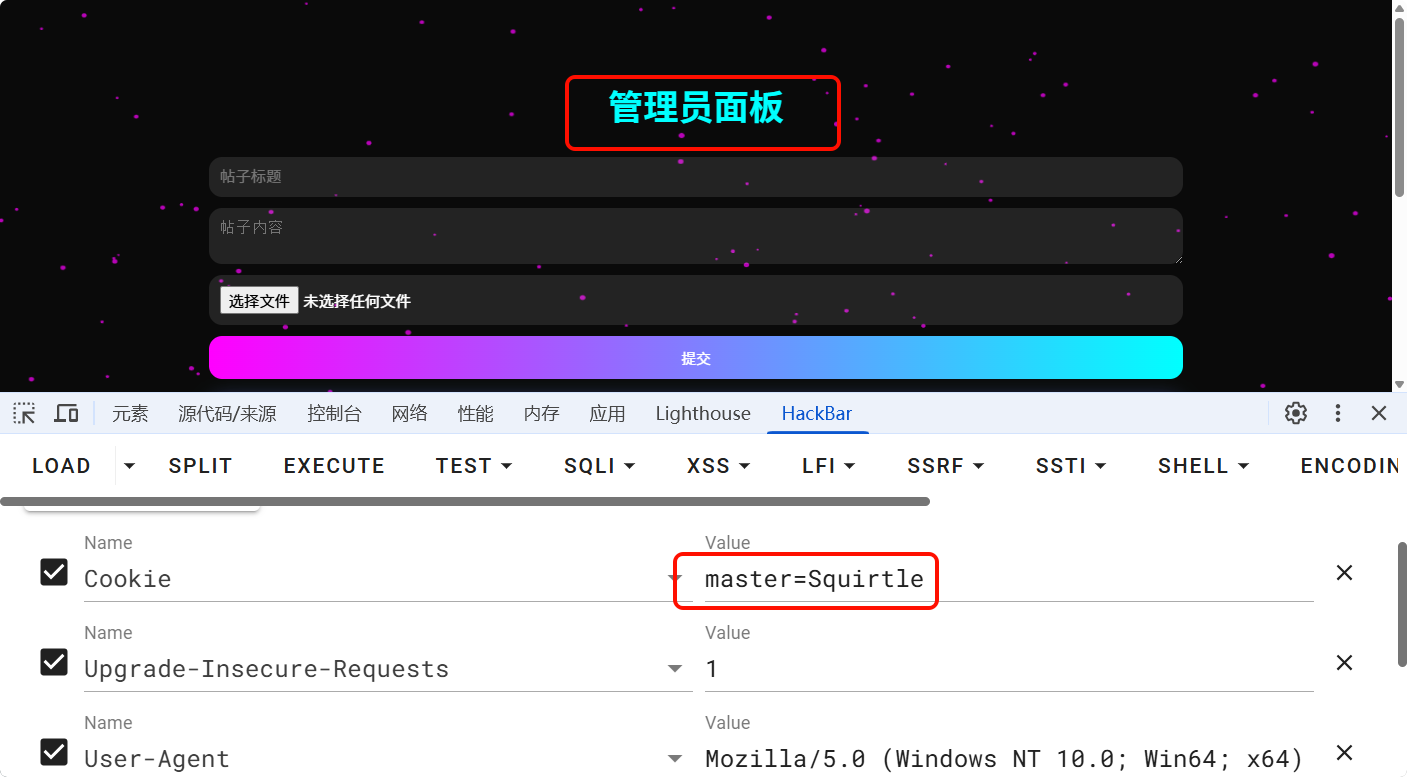 管理员面板
帖子标题
帖子内容
选择文件 未选择任何文件
提交
元素 源代码/来源 控制台 网络 性能 内存 应用 Lighthouse HackBar
LOAD SPLIT EXECUTE TEST SQLI XSS LFI SSRF SSTI SHELL ENCODIN
Name Value
Cookie master=Squirtle
Name Value
Upgrade-Insecure-Requests 1
Name Value
User-Agent Mozilla/5.0 (Windows NT 10.0; Win64; x64)